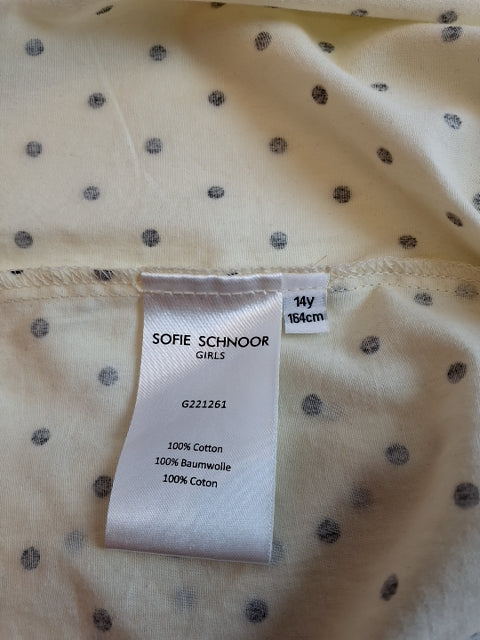 SOFIE SCHNOOR
GIRLS
G221261
100% Cotton
100% Baumwolle
100% Coton
14y
164cm